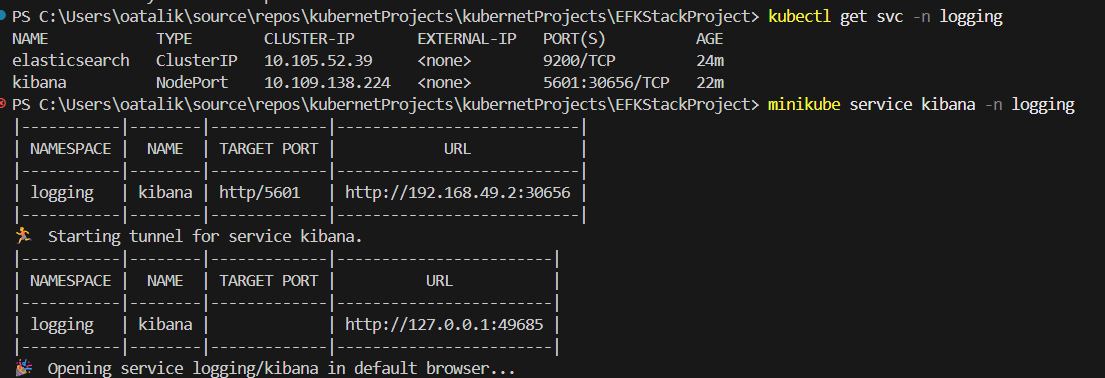 PS C:\Users\oatalik\source\repos\kubernetProjects\kubernetProjects\EFKStackProject> kubectl get svc -n logging
NAME            TYPE        CLUSTER-IP       EXTERNAL-IP   PORT(S)          AGE
elasticsearch   ClusterIP   10.105.52.39     <none>        9200/TCP         24m
kibana          NodePort    10.109.138.224   <none>        5601:30656/TCP   22m
PS C:\Users\oatalik\source\repos\kubernetProjects\kubernetProjects\EFKStackProject> minikube service kibana -n logging
|-----------|--------|-------------|---------------------------|
| NAMESPACE |  NAME  | TARGET PORT |            URL            |
|-----------|--------|-------------|---------------------------|
| logging   | kibana | http/5601   | http://192.168.49.2:30656 |
|-----------|--------|-------------|---------------------------|
🏃  Starting tunnel for service kibana.
|-----------|--------|-------------|------------------------|
| NAMESPACE |  NAME  | TARGET PORT |          URL           |
|-----------|--------|-------------|------------------------|
| logging   | kibana |             | http://127.0.0.1:49685 |
|-----------|--------|-------------|------------------------|
🎉  Opening service logging/kibana in default browser...